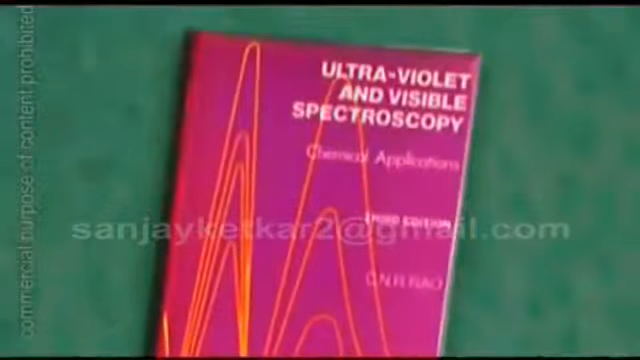 ULTRA-VIOLET
AND VISIBLE
SPECTROSCOPY
Chemical Applications
THIRD EDITION
sanjayketkar2@gmail.com
C.N.R.RAO
commercial purpose of content prohibited